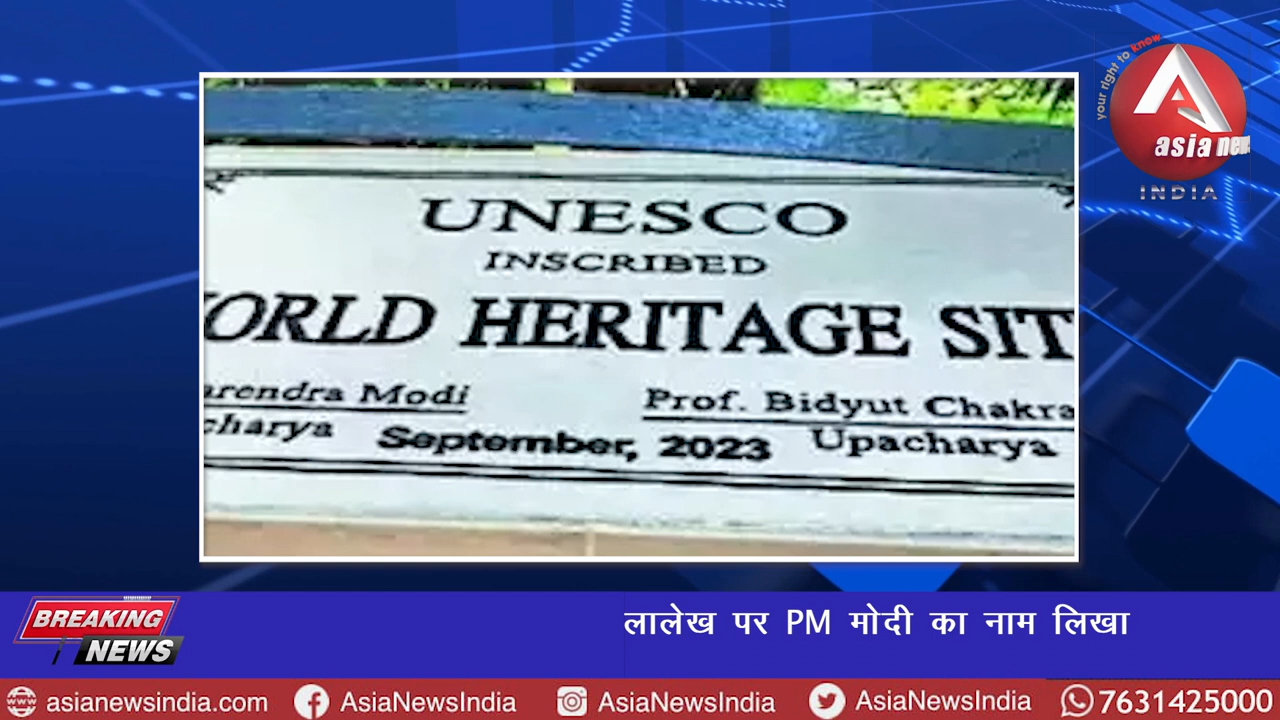 your right to know
asia new
INDIA
UNESCO
INSCRIBED
ORLD HERITAGE SIT
arendra Modi Prof. Bidyut Chakra
charya September, 2023 Upacharya
BREAKING
NEWS
लालेख पर PM मोदी का नाम लिखा
asianewsindia.com AsiaNewsIndia AsiaNewsIndia AsiaNewsIndia 7631425000